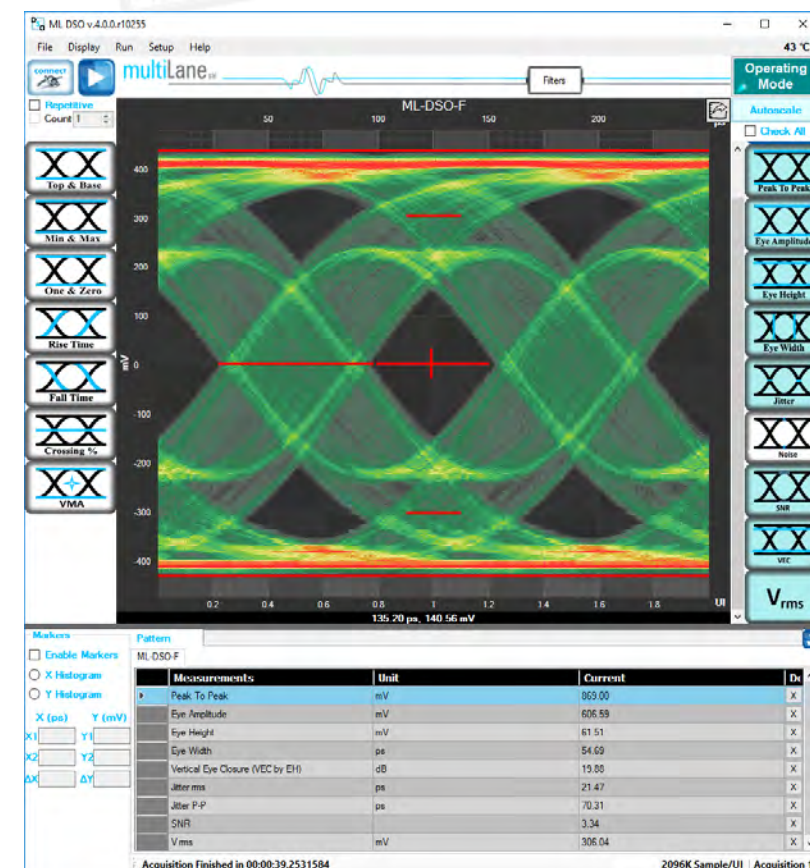 ML DSO v.4.0.0.r10255
File Display Run Setup Help
43 °C
connect
multiLane
Filters
Operating Mode
Repetitive
Count 1
ML-DSO-F
Autoscale
Check All
50 100 150 200
Top & Base
Min & Max
One & Zero
Rise Time
Fall Time
Crossing %
VMA
400
300
200
100
mV
0
-100
-200
-300
-400
Peak To Peak
Eye Amplitude
Eye Height
Eye Width
Jitter
Noise
SNR
VEC
Vrms
0.2 0.4 0.6 0.8 1 1.2 1.4 1.6 1.8 UI
135.20 ps, 140.56 mV
Markers
Enable Markers
X Histogram
Y Histogram
X (ps) Y (mV)
X1 Y1
X2 Y2
ΔX ΔY
Pattern
ML-DSO-F
Measurements Unit Current
Peak To Peak mV 869.00 X
Eye Amplitude mV 606.59 X
Eye Height mV 61.51 X
Eye Width ps 54.69 X
Vertical Eye Closure (VEC by EH) dB 19.88 X
Jitter rms ps 21.47 X
Jitter P-P ps 70.31 X
SNR 3.34 X
V rms mV 306.04 X
Acquisition Finished in 00:00:39.2531584
2096K Sample/UI Acquisition